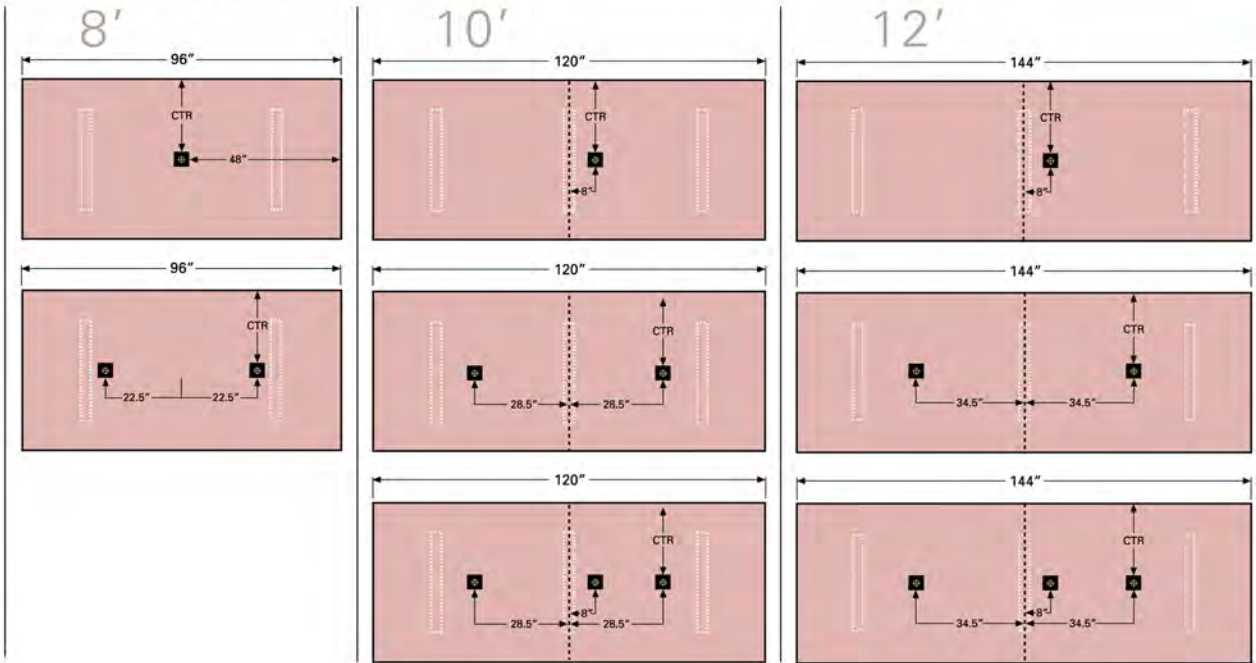 8’
96”
CTR
48”
96”
CTR
22.5” 22.5”
10’
120”
CTR
8”
120”
CTR
28.5” 28.5”
120”
CTR
8”
28.5” 28.5”
12’
144”
CTR
8”
144”
CTR
34.5” 34.5”
144”
CTR
8”
34.5” 34.5”